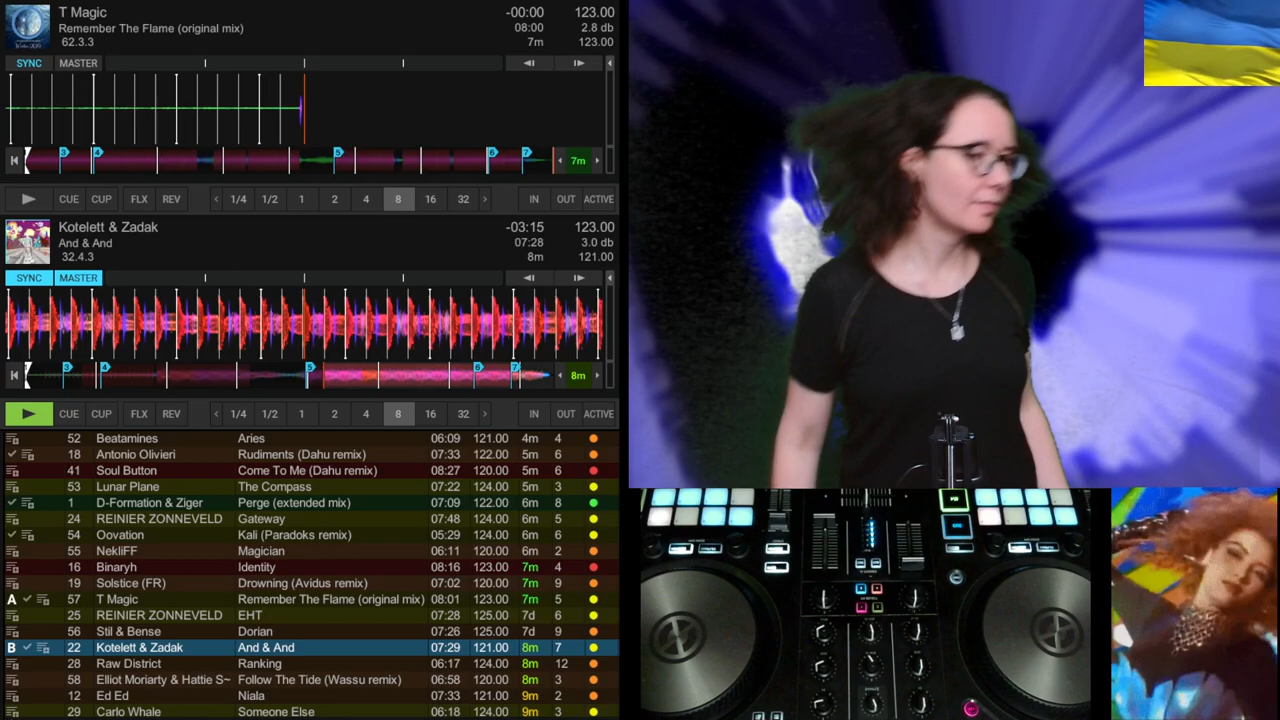 T Magic -00:00 123.00
Remember The Flame (original mix) 08:00 2.8 db
62.3.3 7m 123.00
SYNC MASTER
3 4 5 6 7 7m
CUE CUP FLX REV 1/4 1/2 1 2 4 8 16 32 IN OUT ACTIVE
Kotelett & Zadak -03:15 123.00
And & And 07:28 3.0 db
32.4.3 8m 121.00
SYNC MASTER
3 4 5 6 7 8m
CUE CUP FLX REV 1/4 1/2 1 2 4 8 16 32 IN OUT ACTIVE
52 Beatamines Aries 06:09 121.00 4m 4
18 Antonio Olivieri Rudiments (Dahu remix) 07:33 122.00 5m 6
41 Soul Button Come To Me (Dahu remix) 08:27 120.00 5m 6
53 Lunar Plane The Compass 07:22 124.00 5m 3
1 D-Formation & Ziger Perge (extended mix) 07:09 122.00 6m 8
24 REINIER ZONNEVELD Gateway 07:48 124.00 6m 5
54 Oovation Kali (Paradoks remix) 05:29 124.00 6m 6
55 NekliFF Magician 06:11 120.00 6m 2
16 Binaryh Identity 08:16 123.00 7m 4
19 Solstice (FR) Drowning (Avidus remix) 07:02 120.00 7m 9
A 57 T Magic Remember The Flame (original mix) 08:01 123.00 7m 5
25 REINIER ZONNEVELD EHT 07:28 125.00 7d 6
56 Stil & Bense Dorian 07:26 125.00 7d 9
B 22 Kotelett & Zadak And & And 07:29 121.00 8m 7
28 Raw District Ranking 06:17 124.00 8m 12
58 Elliot Moriarty & Hattie S~ Follow The Tide (Wassu remix) 06:58 120.00 8m 3
12 Ed Ed Niala 07:33 121.00 9m 2
29 Carlo Whale Someone Else 06:18 124.00 9m 3